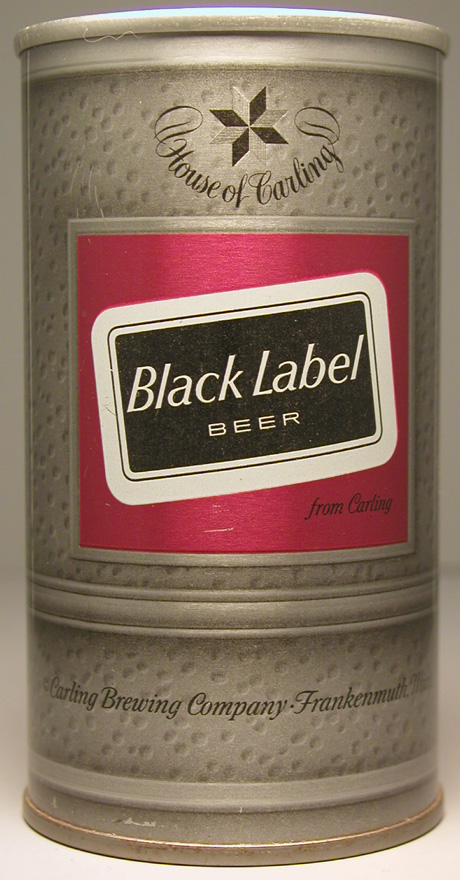 House of Carling
Black Label
BEER
from Carling
Carling Brewing Company · Frankenmuth,